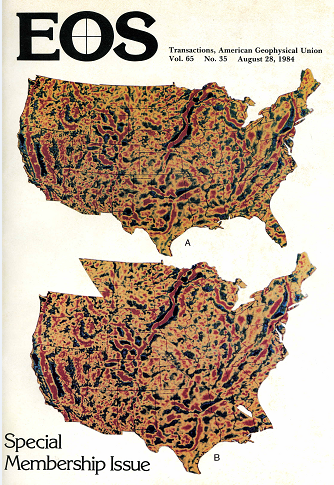 EOS
Transactions, American Geophysical Union
Vol. 65 No. 35 August 28, 1984
A
B
Special
Membership Issue